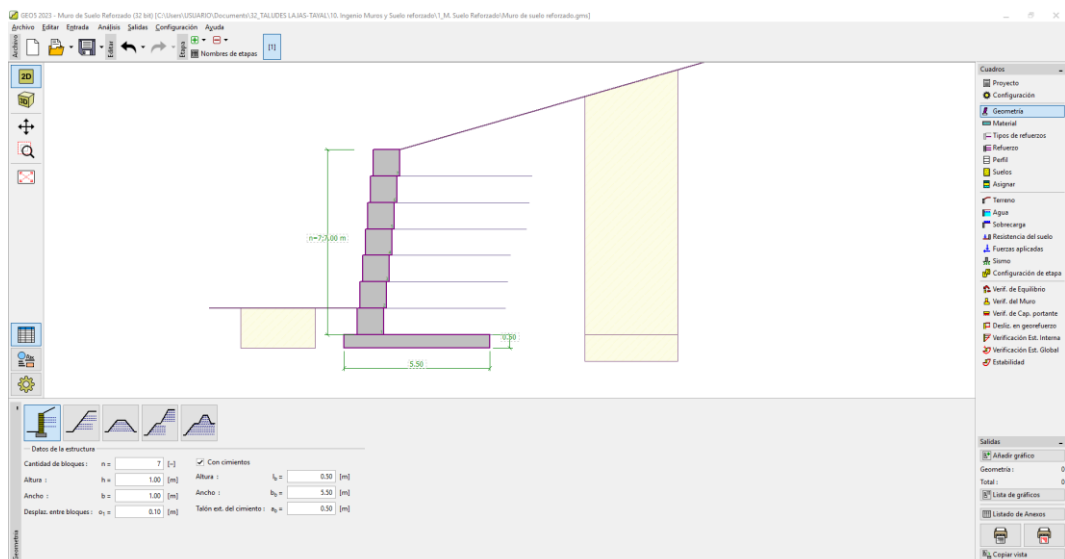 GEO5 2023 - Muro de Suelo Reforzado (32 bit) [C:\Users\USUARIO\Documents\32_TALUDES LAJAS-TAYAL\10. Ingenio Muros y Suelo reforzado\1_M. Suelo Reforzado\Muro de suelo reforzado.gms]
Archivo Editar Entrada Análisis Salidas Configuración Ayuda
Archivo
Editar
Etapa
Nombres de etapas
[1]
2D
3D
n=7;7.00 m
0.50
5.50
Cuadros
Proyecto
Configuración
Geometría
Material
Tipos de refuerzos
Refuerzo
Perfil
Suelos
Asignar
Terreno
Agua
Sobrecarga
Resistencia del suelo
Fuerzas aplicadas
Sismo
Configuración de etapa
Verif. de Equilibrio
Verif. del Muro
Verif. de Cap. portante
Desliz. en georefuerzo
Verificación Est. Interna
Verificación Est. Global
Estabilidad
Datos de la estructura
Cantidad de bloques : n = 7 [-]
Altura : h = 1.00 [m]
Ancho : b = 1.00 [m]
Desplaz. entre bloques : o₁ = 0.10 [m]
Con cimientos
Altura : 0.50 [m]
Ancho : 5.50 [m]
Talón ext. del cimiento : 0.50 [m]
Geometría
Salidas
Añadir gráfico
Geometría : 0
Total : 0
Lista de gráficos
Listado de Anexos
Copiar vista